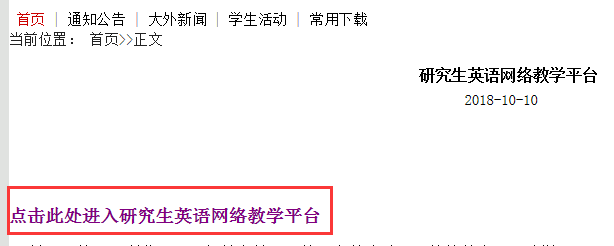 首页 | 通知公告 | 大外新闻 | 学生活动 | 常用下载
当前位置： 首页>>正文
研究生英语网络教学平台
2018-10-10
点击此处进入研究生英语网络教学平台